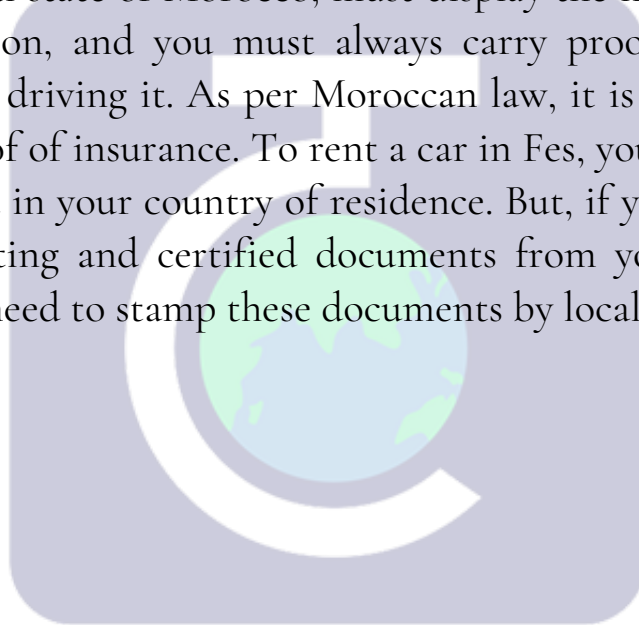 on, and you must always carry proo
driving it. As per Moroccan law, it is
of of insurance. To rent a car in Fes, you
in your country of residence. But, if y
ting and certified documents from yo
need to stamp these documents by local